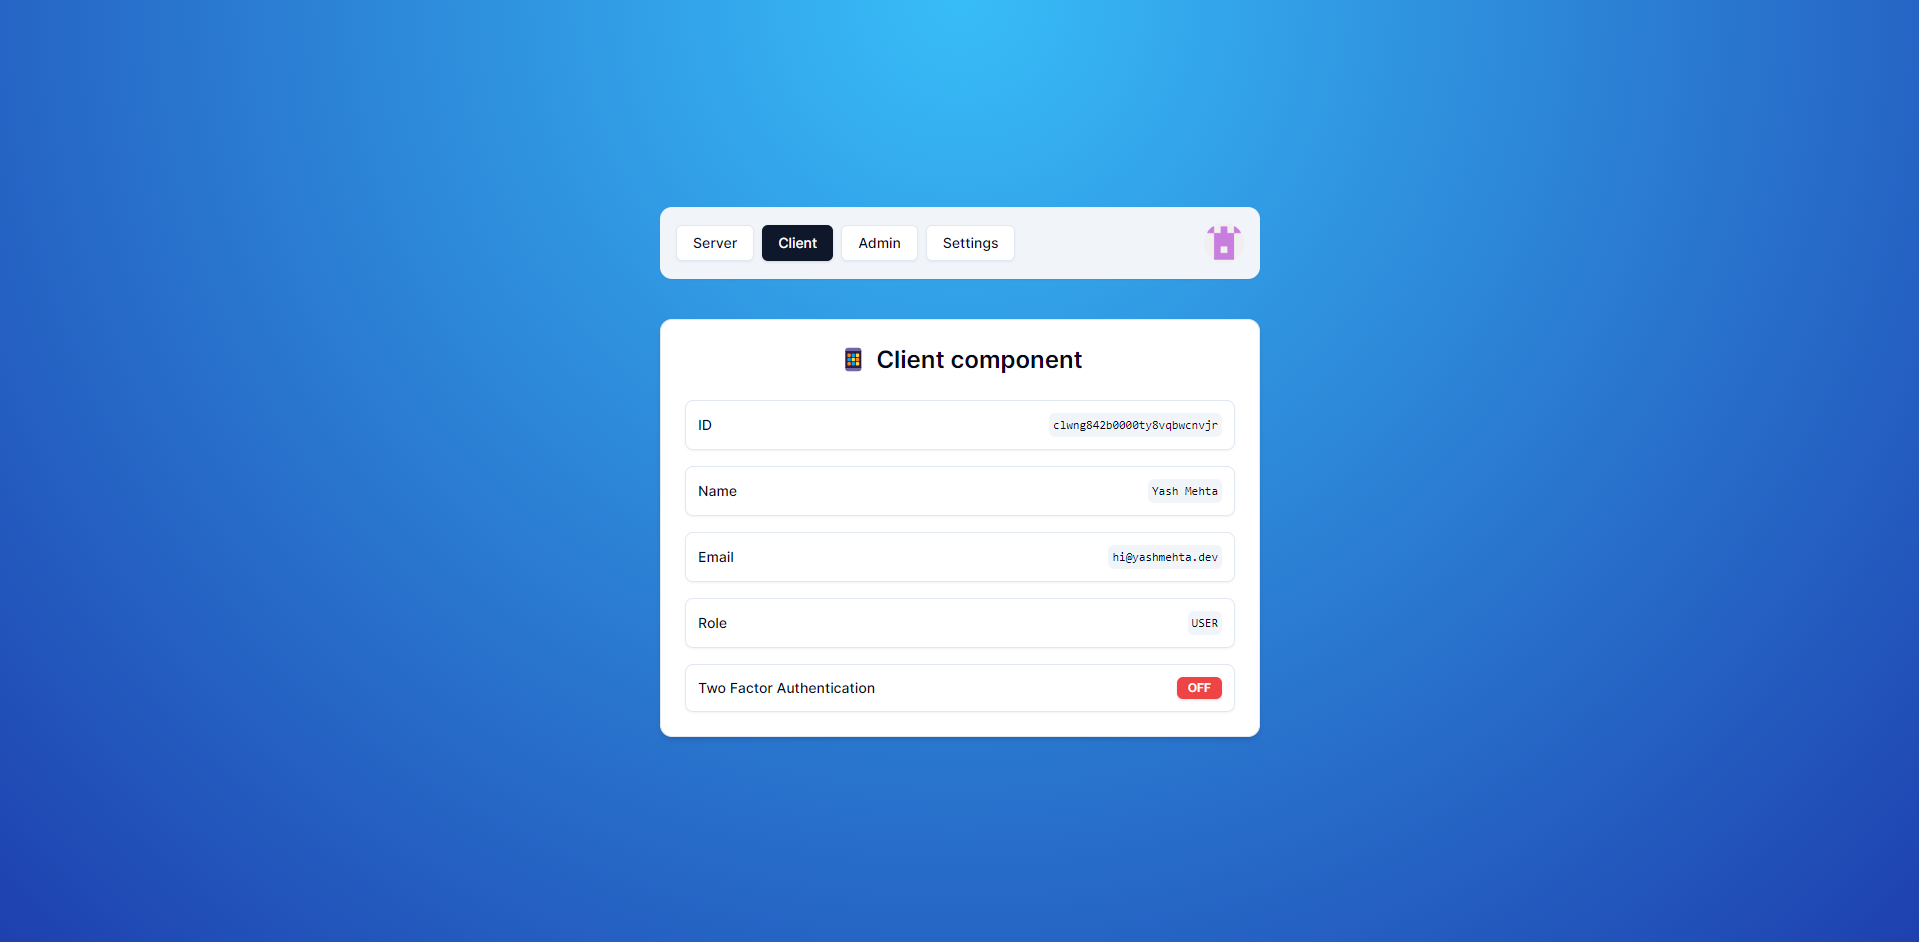 Server Client Admin Settings
Client component
ID clwng842b0000ty8vqbwcnvjr
Name Yash Mehta
Email hi@yashmehta.dev
Role USER
Two Factor Authentication OFF